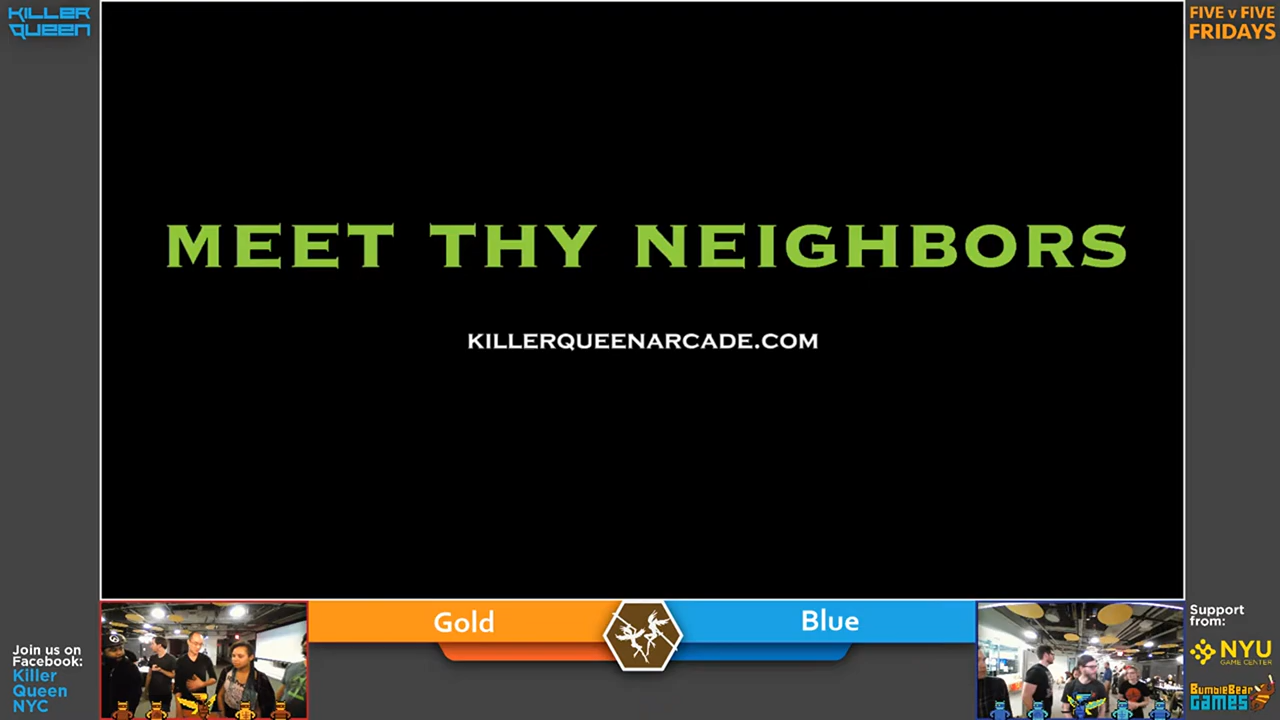 KILLER
QUEEN
FIVE v FIVE
FRIDAYS
MEET THY NEIGHBORS
KILLERQUEENARCADE.COM
Gold
Blue
Join us on
Facebook:
Killer
Queen
NYC
Support
from:
NYU
GAME CENTER
BumbleBear
GAMES